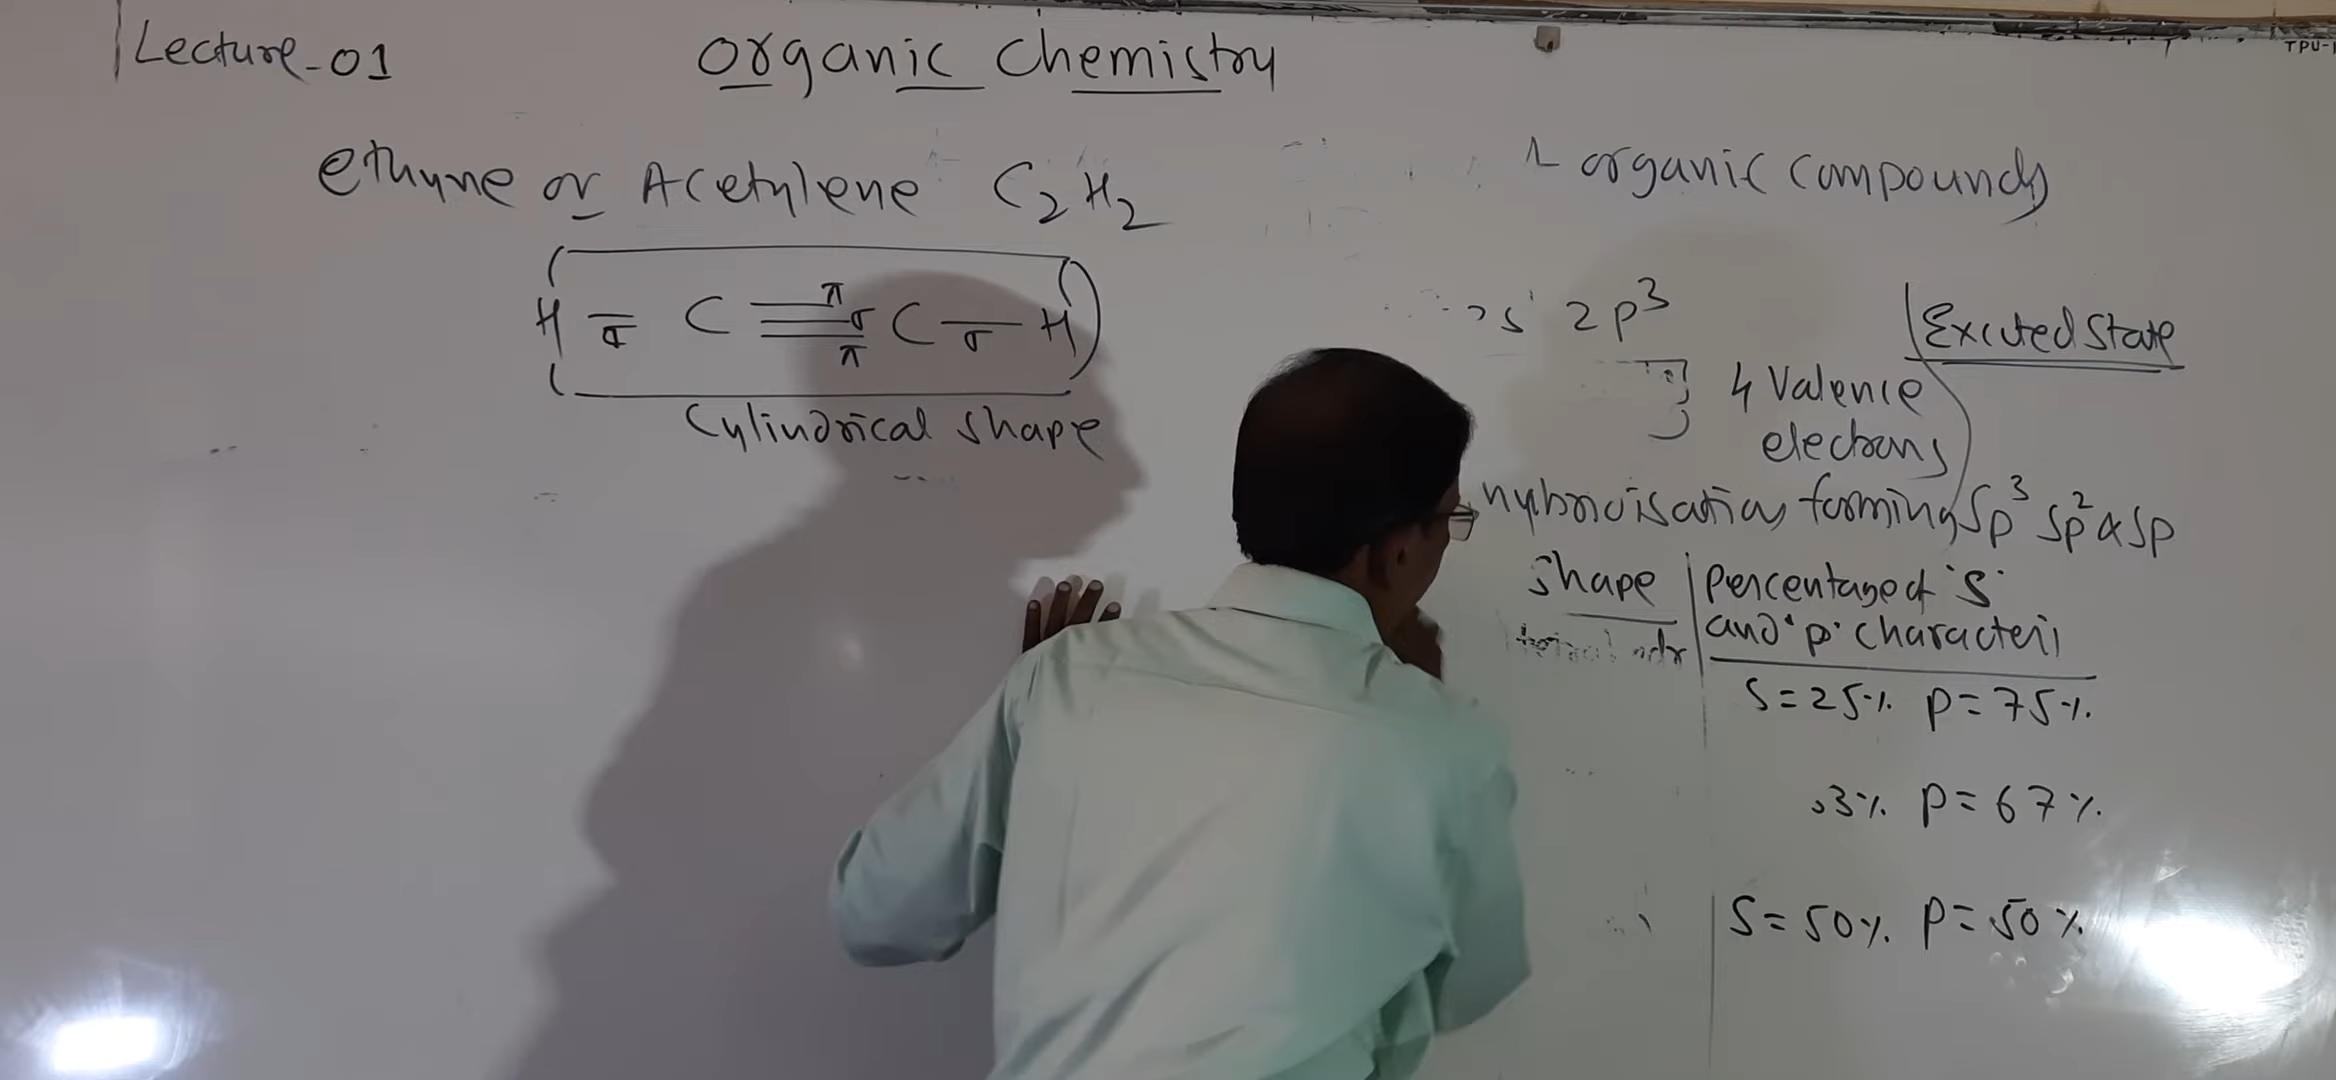 Lecture-01
Organic Chemistry
ethyne or Acetylene C₂H₂
H σ C π σ π C σ H
Cylindrical shape
organic compounds
2p³
Excited State
4 Valence
electrons
hybridisation forming Sp³ Sp² & Sp
Shape
Percentage of 'S'
and 'p' character
S = 25% P = 75%
3% P = 67%
S = 50% P = 50%